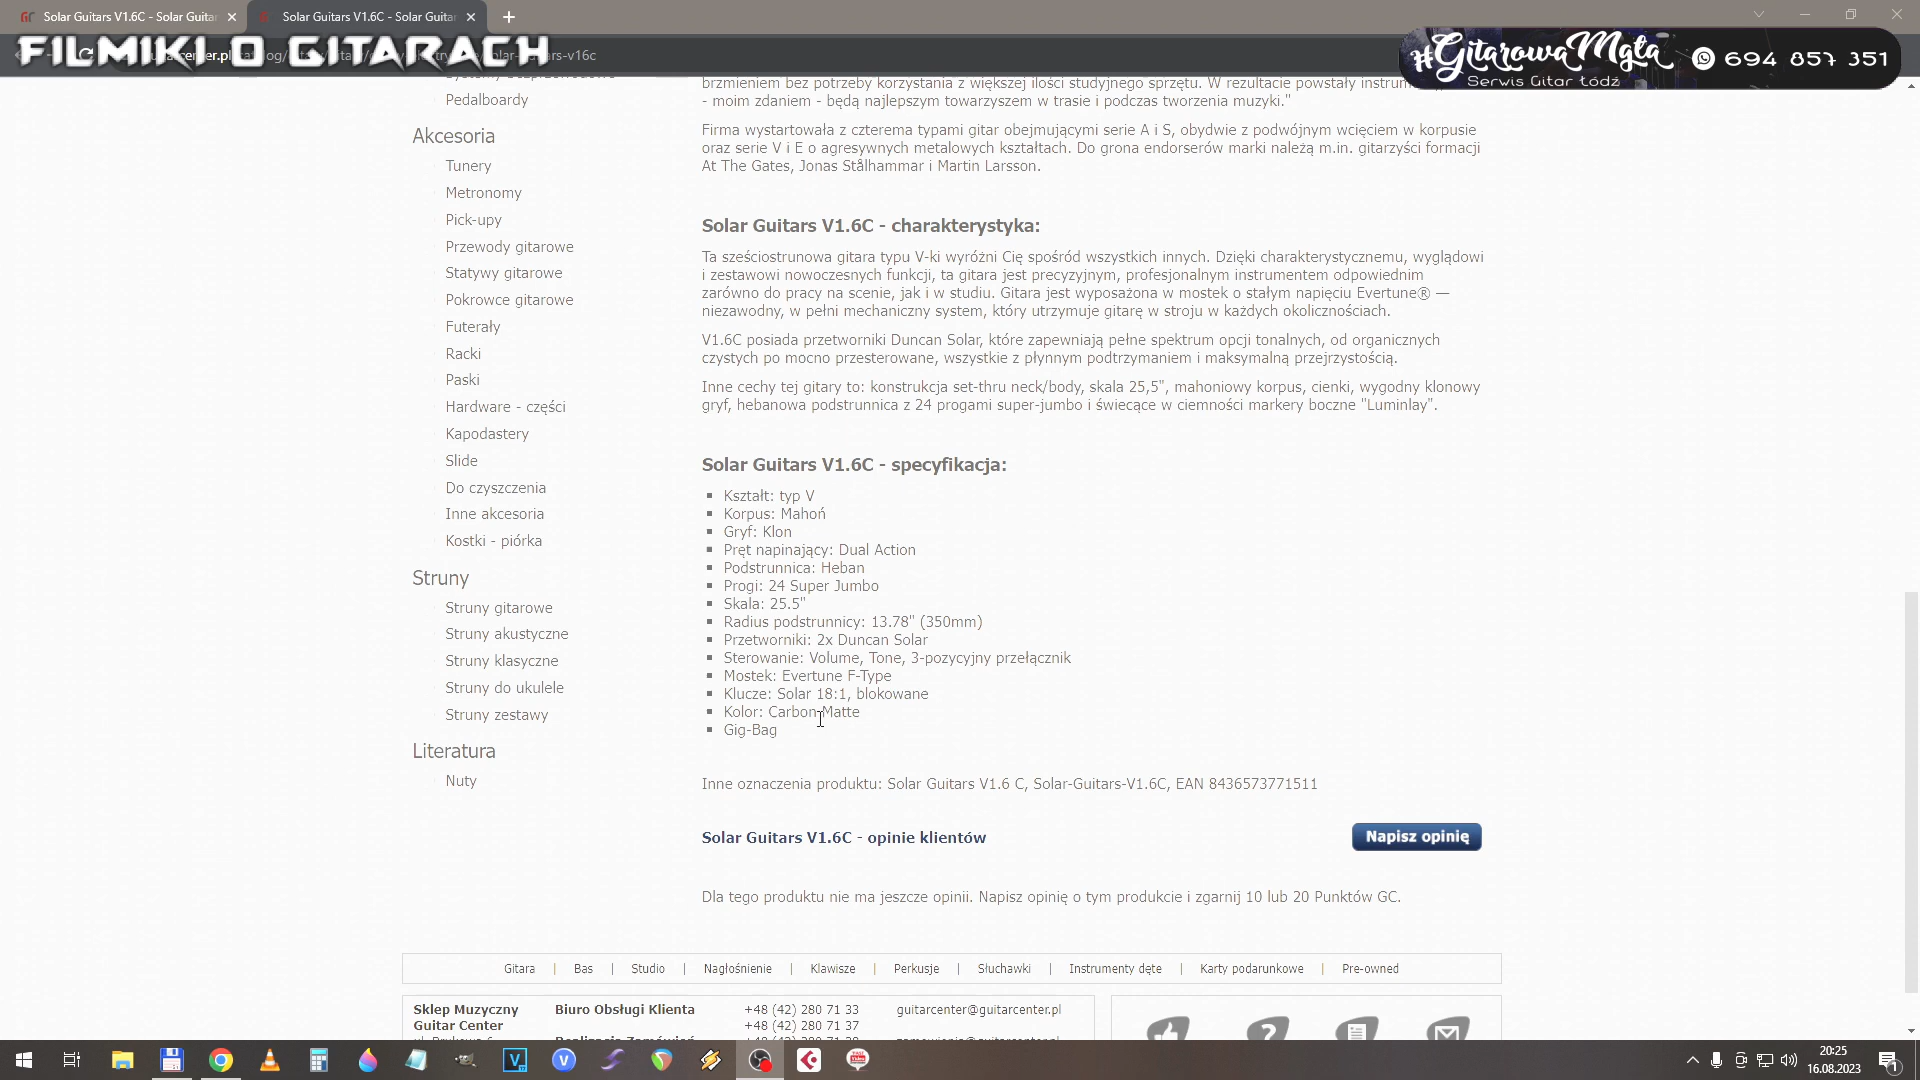 Solar Guitars V1.6C - Solar Guitar
Solar Guitars V1.6C - Solar Guitar
FILMIKI O GITARACH
#GitarowaMata
Serwis Gitar Łódź
694 857 351
Pedalboardy
Akcesoria
Tunery
Metronomy
Pick-upy
Przewody gitarowe
Statywy gitarowe
Pokrowce gitarowe
Futerały
Racki
Paski
Hardware - części
Kapodastery
Slide
Do czyszczenia
Inne akcesoria
Kostki - piórka
Struny
Struny gitarowe
Struny akustyczne
Struny klasyczne
Struny do ukulele
Struny zestawy
Literatura
Nuty
brzmieniem bez potrzeby korzystania z większej ilości studyjnego sprzętu. W rezultacie powstały
- moim zdaniem - będą najlepszym towarzyszem w trasie i podczas tworzenia muzyki."
Firma wystartowała z czterema typami gitar obejmującymi serie A i S, obydwie z podwójnym wcięciem w korpusie
oraz serie V i E o agresywnych metalowych kształtach. Do grona endorserów marki należą m.in. gitarzyści formacji
At The Gates, Jonas Stålhammar i Martin Larsson.
Solar Guitars V1.6C - charakterystyka:
Ta sześciostrunowa gitara typu V-ki wyróżni Cię spośród wszystkich innych. Dzięki charakterystycznemu, wyglądowi
i zestawowi nowoczesnych funkcji, ta gitara jest precyzyjnym, profesjonalnym instrumentem odpowiednim
zarówno do pracy na scenie, jak i w studiu. Gitara jest wyposażona w mostek o stałym napięciu Evertune® —
niezawodny, w pełni mechaniczny system, który utrzymuje gitarę w stroju w każdych okolicznościach.
V1.6C posiada przetworniki Duncan Solar, które zapewniają pełne spektrum opcji tonalnych, od organicznych
czystych po mocno przesterowane, wszystkie z płynnym podtrzymaniem i maksymalną przejrzystością.
Inne cechy tej gitary to: konstrukcja set-thru neck/body, skala 25,5", mahoniowy korpus, cienki, wygodny klonowy
gryf, hebanowa podstrunnica z 24 progami super-jumbo i świecące w ciemności markery boczne "Luminlay".
Solar Guitars V1.6C - specyfikacja:
Kształt: typ V
Korpus: Mahoń
Gryf: Klon
Pręt napinający: Dual Action
Podstrunnica: Heban
Progi: 24 Super Jumbo
Skala: 25.5"
Radius podstrunnicy: 13.78" (350mm)
Przetworniki: 2x Duncan Solar
Sterowanie: Volume, Tone, 3-pozycyjny przełącznik
Mostek: Evertune F-Type
Klucze: Solar 18:1, blokowane
Kolor: Carbon Matte
Gig-Bag
Inne oznaczenia produktu: Solar Guitars V1.6 C, Solar-Guitars-V1.6C, EAN 8436573771511
Solar Guitars V1.6C - opinie klientów
Napisz opinię
Dla tego produktu nie ma jeszcze opinii. Napisz opinię o tym produkcie i zgarnij 10 lub 20 Punktów GC.
Gitara | Bas | Studio | Nagłośnienie | Klawisze | Perkusje | Słuchawki | Instrumenty dęte | Karty podarunkowe | Pre-owned
Sklep Muzyczny
Guitar Center
Biuro Obsługi Klienta
+48 (42) 280 71 33
+48 (42) 280 71 37
guitarcenter@guitarcenter.pl
20:25
16.08.2023